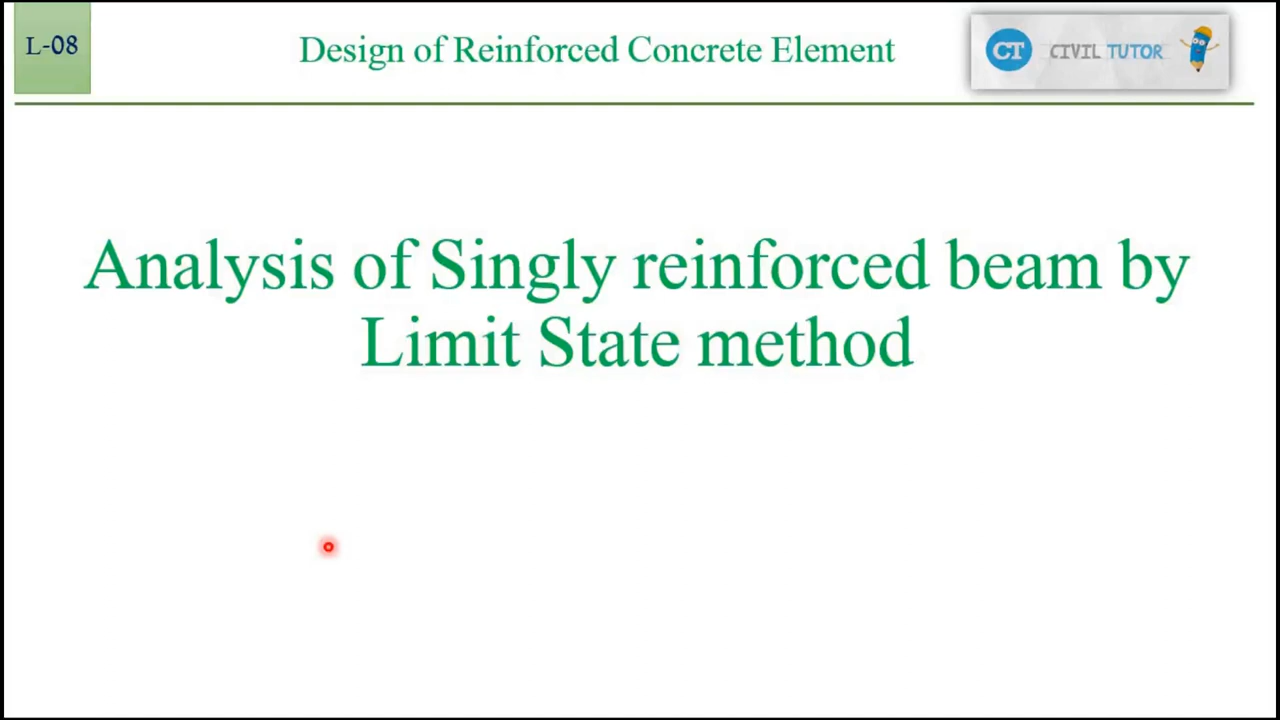 L-08
Design of Reinforced Concrete Element
CT CIVIL TUTOR
Analysis of Singly reinforced beam by
Limit State method